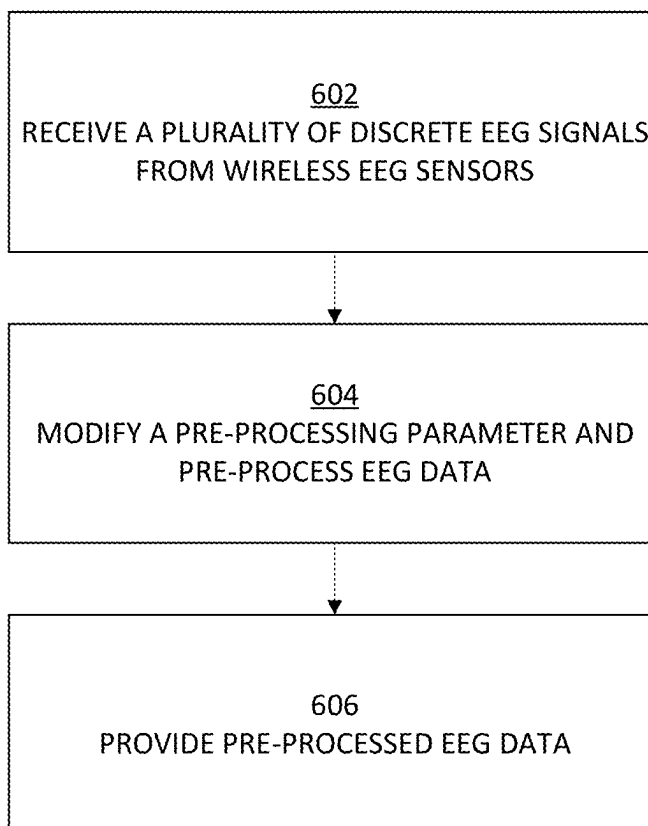 602
RECEIVE A PLURALITY OF DISCRETE EEG SIGNALS
FROM WIRELESS EEG SENSORS
604
MODIFY A PRE-PROCESSING PARAMETER AND
PRE-PROCESS EEG DATA
606
PROVIDE PRE-PROCESSED EEG DATA